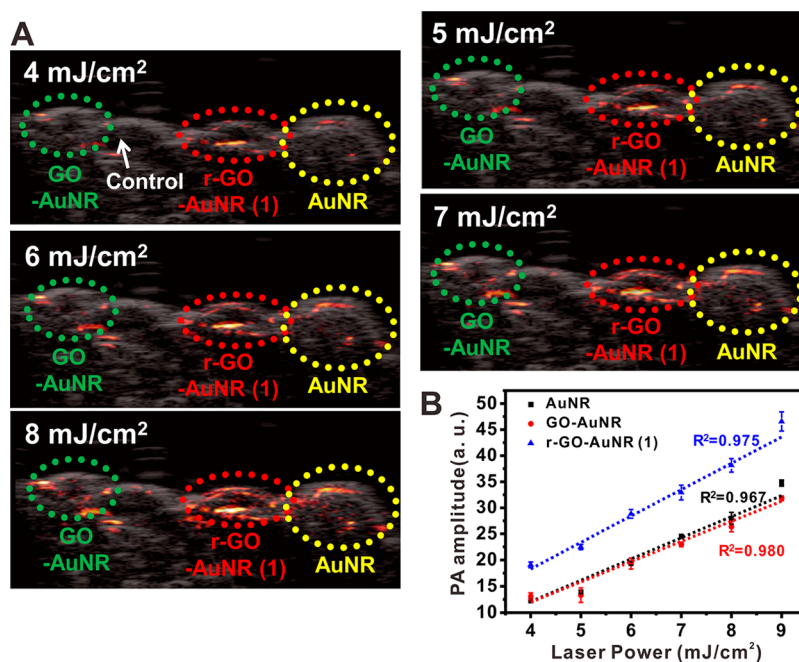 A
4 mJ/cm²
GO
-AuNR
Control
r-GO
-AuNR (1)
AuNR
5 mJ/cm²
GO
-AuNR
r-GO
-AuNR (1)
AuNR
6 mJ/cm²
GO
-AuNR
r-GO
-AuNR (1)
AuNR
7 mJ/cm²
GO
-AuNR
r-GO
-AuNR (1)
AuNR
8 mJ/cm²
GO
-AuNR
r-GO
-AuNR (1)
AuNR
B
AuNR
GO-AuNR
r-GO-AuNR (1)
R²=0.975
R²=0.967
R²=0.980
PA amplitude(a. u.)
50
45
40
35
30
25
20
15
10
4 5 6 7 8 9
Laser Power (mJ/cm²)